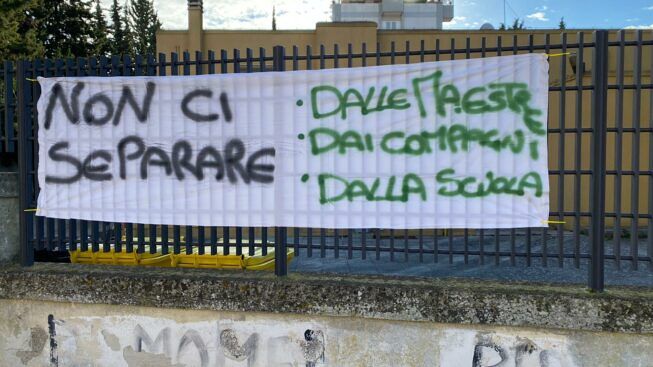 NON CI
SEPARARE
• DALLE MAESTRE
• DAI COMPAGNI
• DALLA SCUOLA